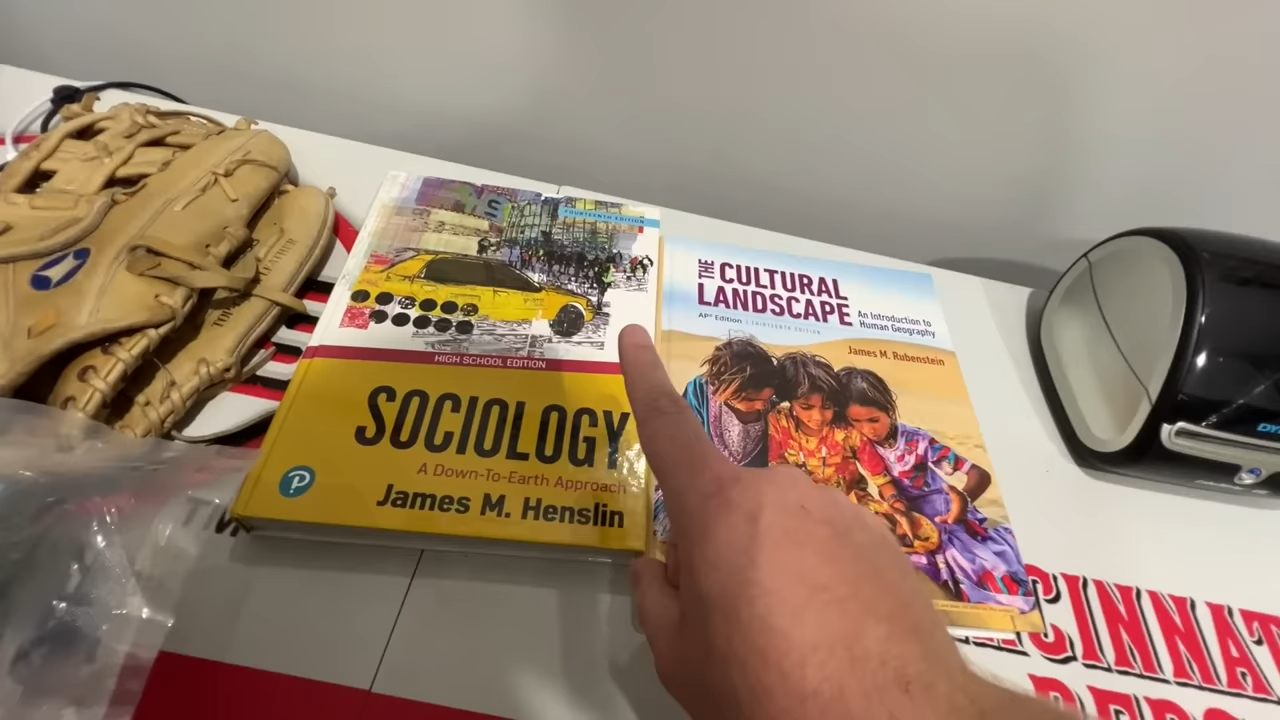 FOURTEENTH EDITION
HIGH SCHOOL EDITION
SOCIOLOGY
A Down-To-Earth Approach
James M. Henslin
P
THE
CULTURAL
LANDSCAPE
An Introduction to
Human Geography
AP® Edition | THIRTEENTH EDITION
James M. Rubenstein
CINNAT